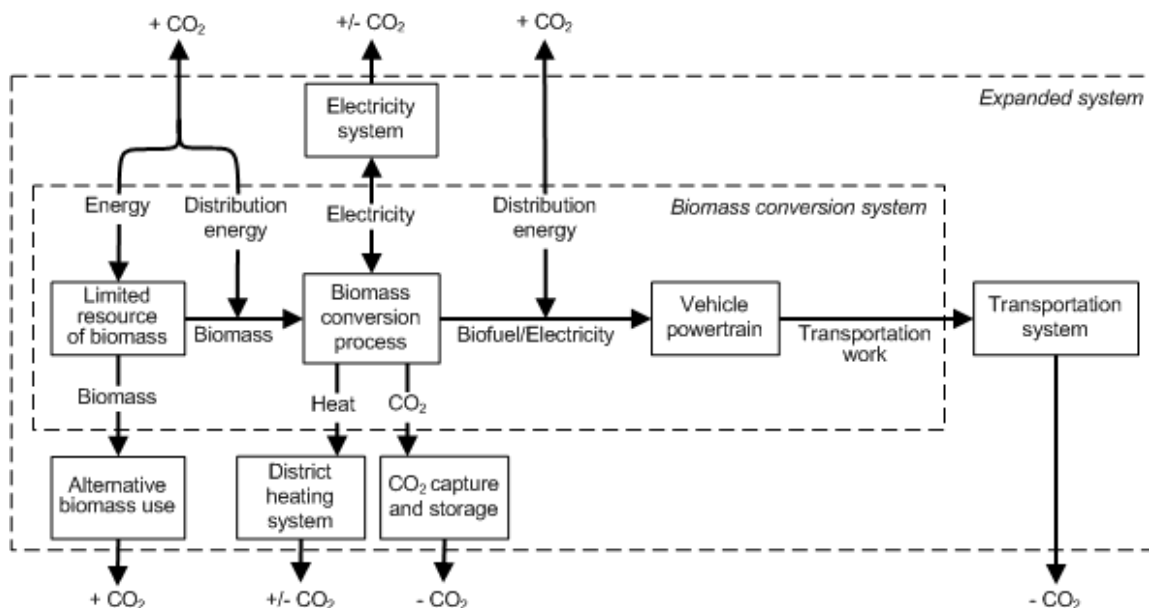 + CO₂
+/- CO₂
+ CO₂
Expanded system
Electricity
system
Biomass conversion system
Energy
Distribution
energy
Electricity
Distribution
energy
Limited
resource
of biomass
Biomass
Biomass
conversion
process
Biofuel/Electricity
Vehicle
powertrain
Transportation
work
Transportation
system
Biomass
Heat
CO₂
Alternative
biomass use
District
heating
system
CO₂ capture
and storage
+ CO₂
+/- CO₂
- CO₂
- CO₂